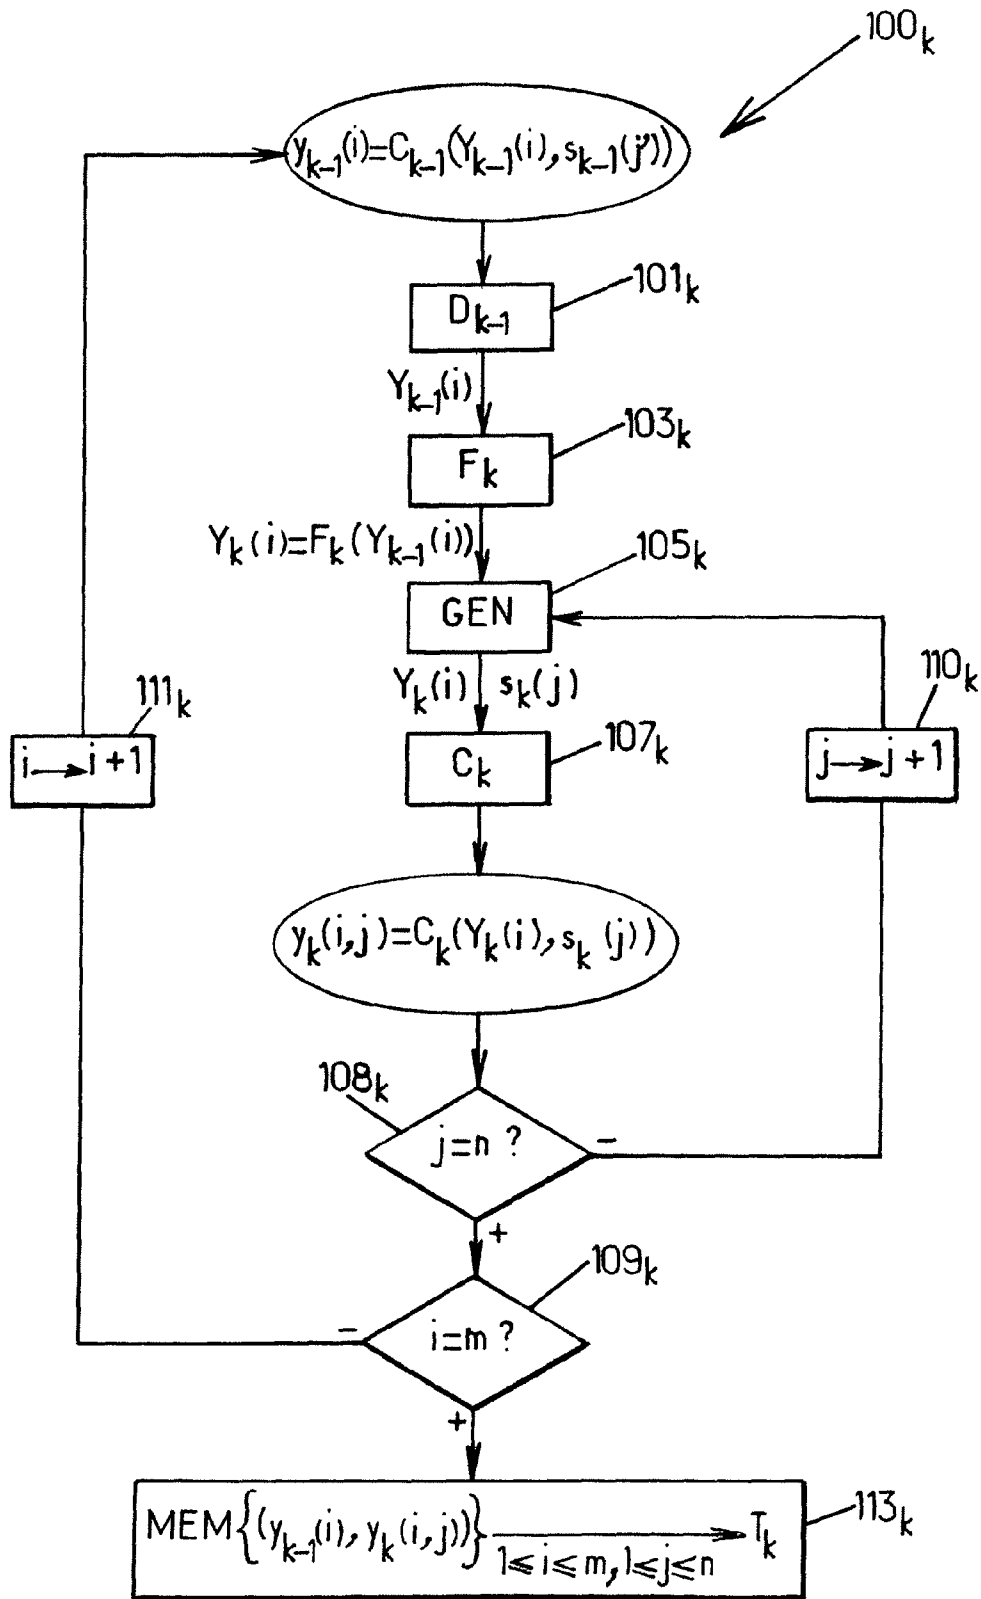 100k
yk-1(i)=Ck-1(Yk-1(i),sk-1(j'))
101k
Dk-1
Yk-1(i)
103k
Fk
Yk(i)=Fk(Yk-1(i))
105k
GEN
Yk(i) sk(j)
110k
111k
107k
Ck
i→i+1
j→j+1
yk(i,j)=Ck(Yk(i),sk(j))
108k
j=n ?
−
+
109k
i=m ?
−
+
113k
MEM{(yk-1(i), yk(i,j))} → Tk
1≤i≤m, 1≤j≤n